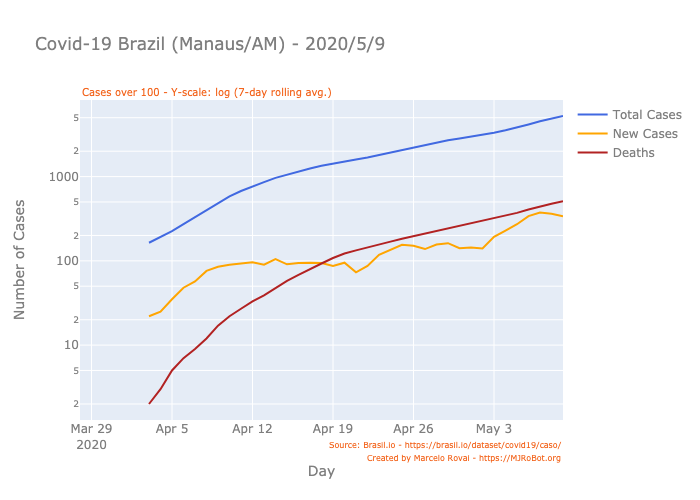 Covid-19 Brazil (Manaus/AM) - 2020/5/9
Cases over 100 - Y-scale: log (7-day rolling avg.)
Total Cases
New Cases
Deaths
Number of Cases
5
2
1000
5
2
100
5
2
10
5
2
Mar 29
2020
Apr 5
Apr 12
Apr 19
Apr 26
May 3
Source: Brasil.io - https://brasil.io/dataset/covid19/caso/
Created by Marcelo Rovai - https://MJRoBot.org
Day